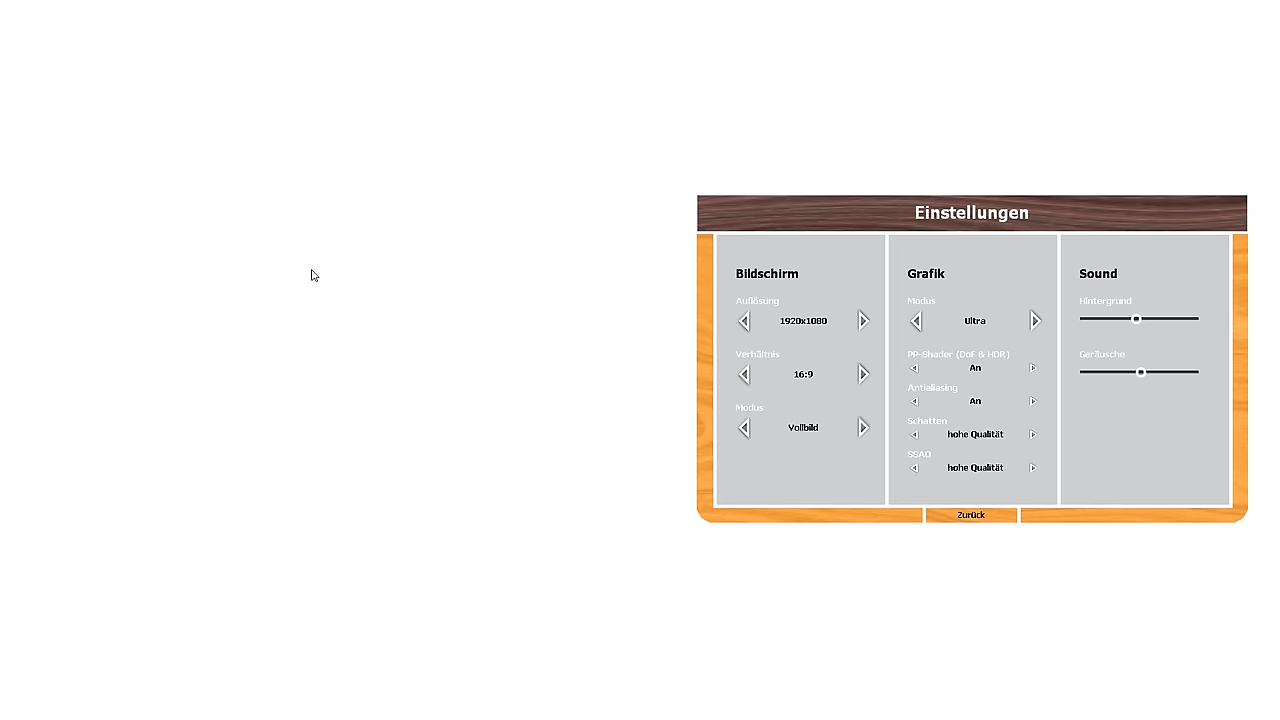 Einstellungen
Bildschirm
Auflösung
1920x1080
Verhältnis
16:9
Modus
Vollbild
Grafik
Modus
Ultra
PP-Shader (DoF & HDR)
An
Antialiasing
An
Schatten
hohe Qualität
SSAO
hohe Qualität
Sound
Hintergrund
Geräusche
Zurück